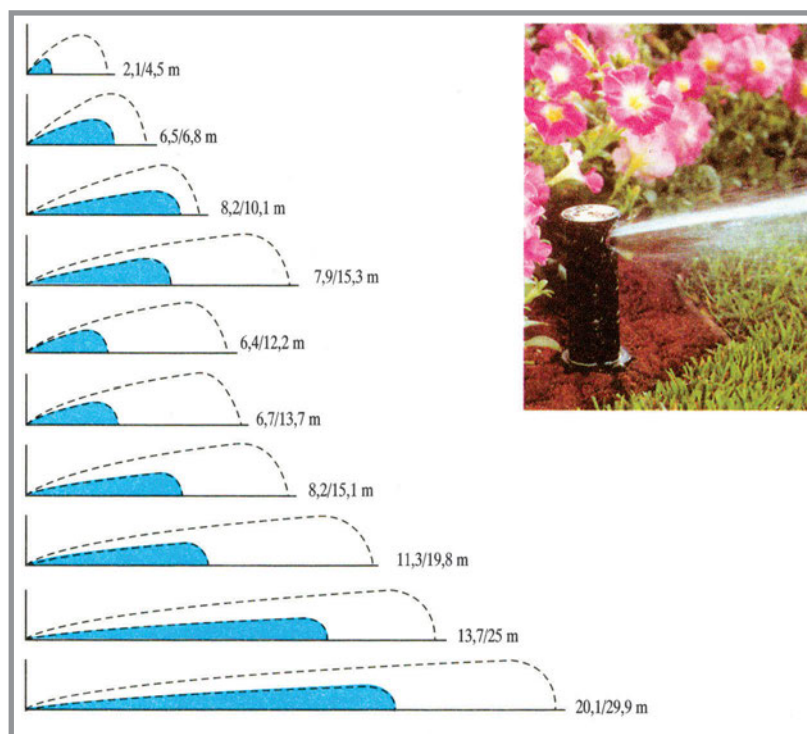 2,1/4,5 m
6,5/6,8 m
8,2/10,1 m
7,9/15,3 m
6,4/12,2 m
6,7/13,7 m
8,2/15,1 m
11,3/19,8 m
13,7/25 m
20,1/29,9 m